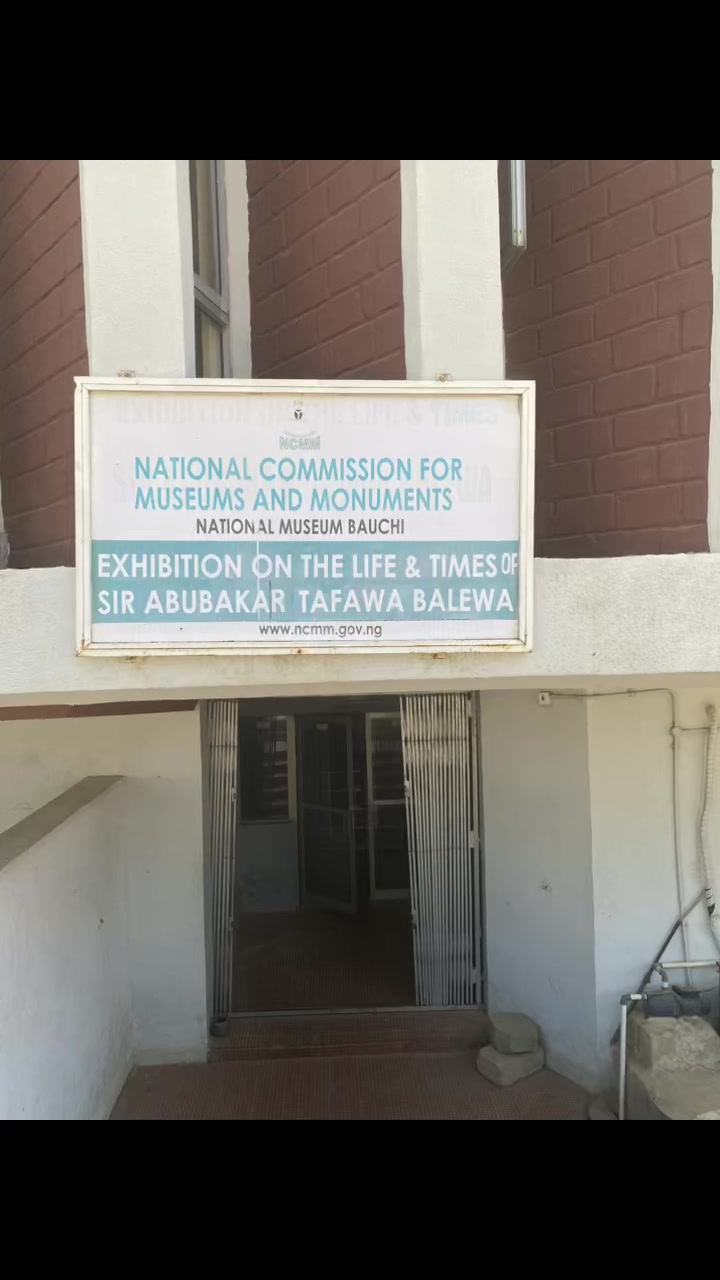 NCMM
NATIONAL COMMISSION FOR
MUSEUMS AND MONUMENTS
NATIONAL MUSEUM BAUCHI
EXHIBITION ON THE LIFE & TIMES OF
SIR ABUBAKAR TAFAWA BALEWA
www.ncmm.gov.ng